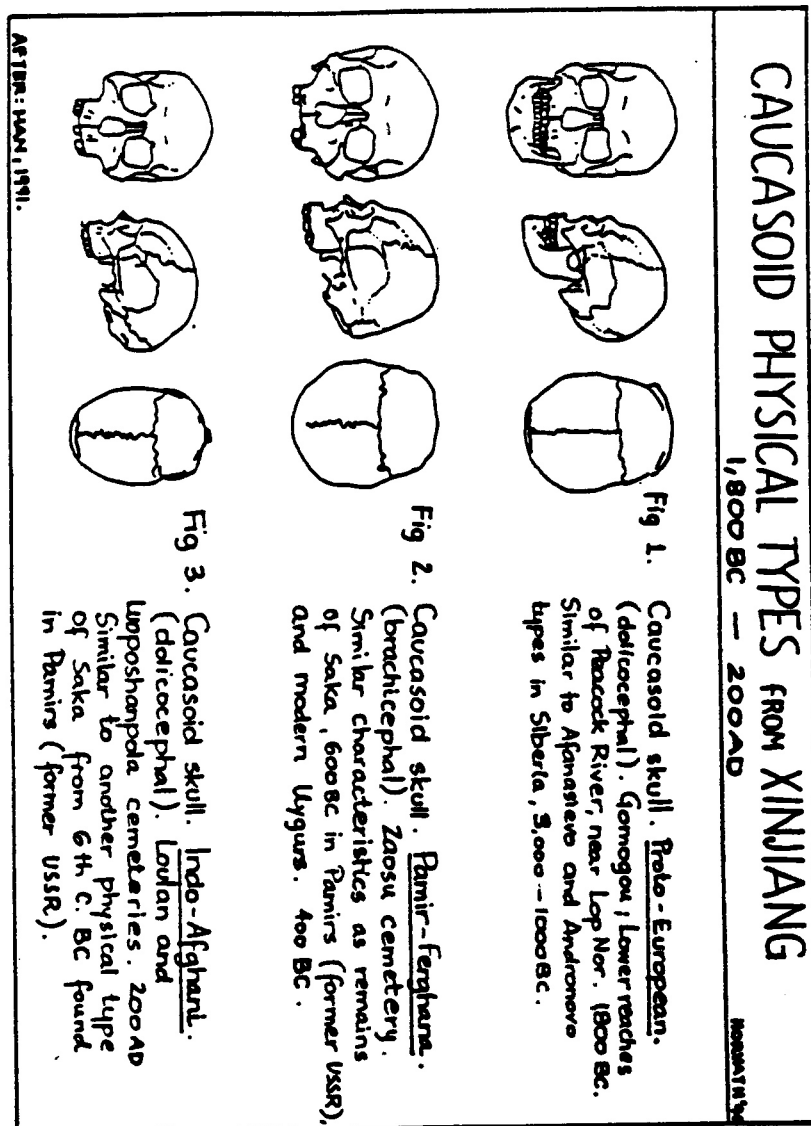 CAUCASOID PHYSICAL TYPES FROM XINJIANG
1,800 BC — 200AD
Fig 1. Caucasoid skull. Proto-European.
(dolicocephal). Gomogou; Lower reaches
of Peacock River, near Lop Nor. 1800 BC.
Similar to Afanasievo and Andronovo
types in Siberia, 3,000 - 1000 BC.
Fig 2. Caucasoid skull. Pamir-Ferghana.
(brachicephal). Zaosu cemetery.
Similar characteristics as remains
of Saka, 600 BC in Pamirs (former USSR),
and modern Uygurs. 400 BC.
Fig 3. Caucasoid skull. Indo-Afghani.
(dolicocephal). Loulan and
Luoposhanpola cemeteries. 200 AD
Similar to another physical type
of Saka from 6th C. BC found
in Pamirs (former USSR).
AFTER: HAN, 1991.